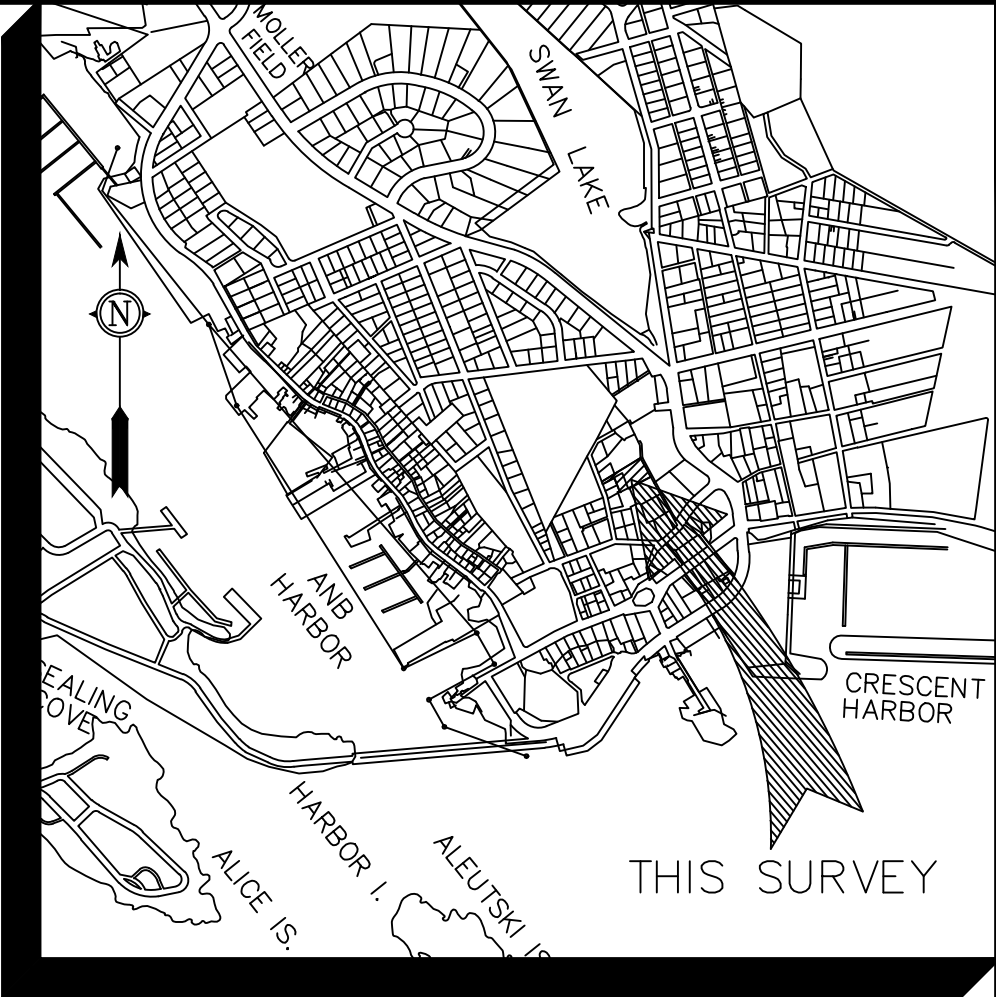 MOLLER
FIELD
SWAN LAKE
N
ANB
HARBOR
SEALING
COVE
CRESCENT
HARBOR
HARBOR I.
ALICE IS.
ALEUTSKI IS
THIS SURVEY